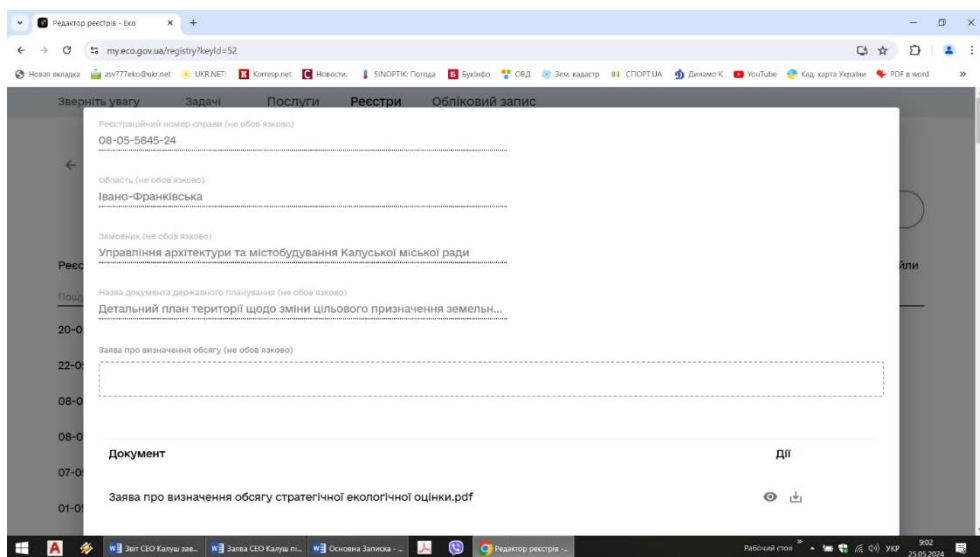 Редактор реєстрів - Еко
my.eco.gov.ua/registry?keyId=52
Новая вкладка
asv777eko@ukr.net
UKR.NET:
Korresp.net
Новости.
SINOPTIK: Погода
Букінфо
ОВД
Зем. кадастр
СПОРТ.UA
Динамо К
YouTube
Кад. карта України
PDF в word
Зверніть увагу
Задачі
Послуги
Реєстри
Обліковий запис
Реєстраційний номер справи (не обов'язково)
08-05-5845-24
Область (не обов'язково)
Івано-Франківська
Замовник (не обов'язково)
Управління архітектури та містобудування Калуської міської ради
Назва документа державного планування (не обов'язково)
Детальний план території щодо зміни цільового призначення земельн...
Заява про визначення обсягу (не обов'язково)
Документ
Дії
Заява про визначення обсягу стратегічної екологічної оцінки.pdf
Звіт СЕО Калуш зав...
Заява СЕО Калуш пі...
Основна Записка - ...
Редактор реєстрів -...
Рабочий стол
УКР
9:02
25.05.2024